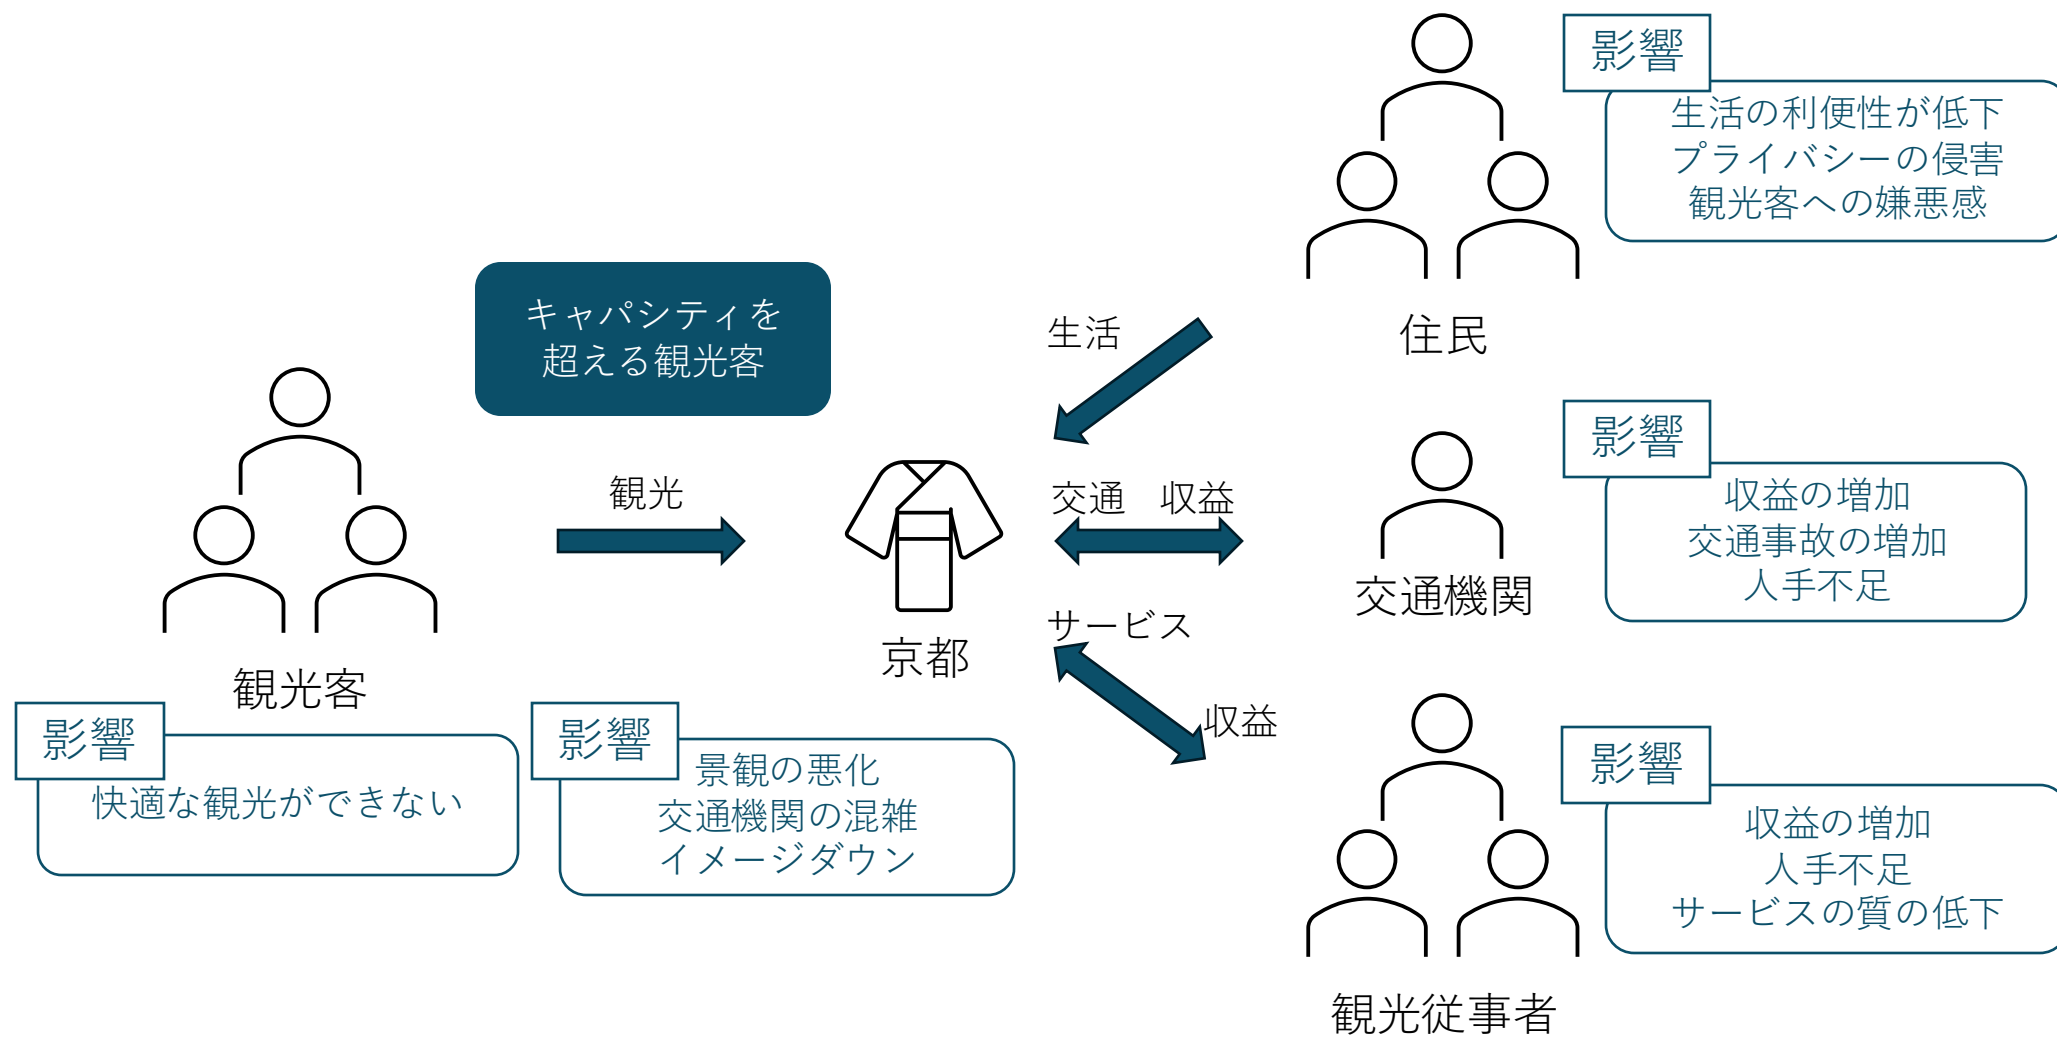 キャパシティを
超える観光客
観光
観光客
影響
快適な観光ができない
京都
影響
景観の悪化
交通機関の混雑
イメージダウン
生活
住民
影響
生活の利便性が低下
プライバシーの侵害
観光客への嫌悪感
交通 収益
交通機関
影響
収益の増加
交通事故の増加
人手不足
サービス
収益
観光従事者
影響
収益の増加
人手不足
サービスの質の低下